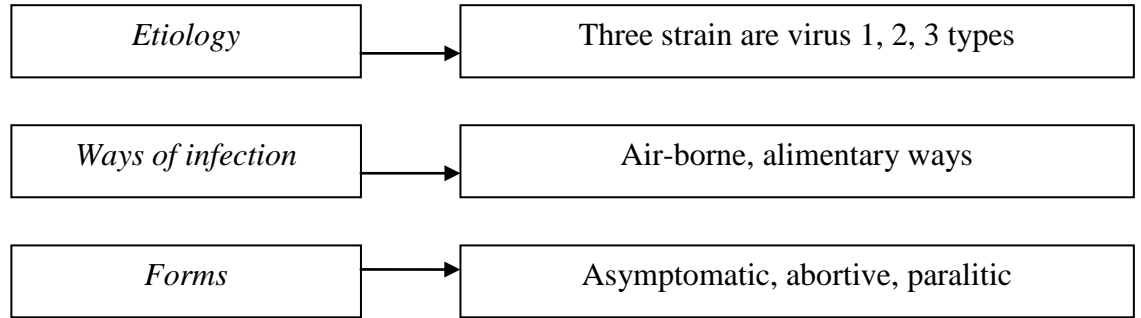 Etiology
Three strain are virus 1, 2, 3 types
Ways of infection
Air-borne, alimentary ways
Forms
Asymptomatic, abortive, paralitic